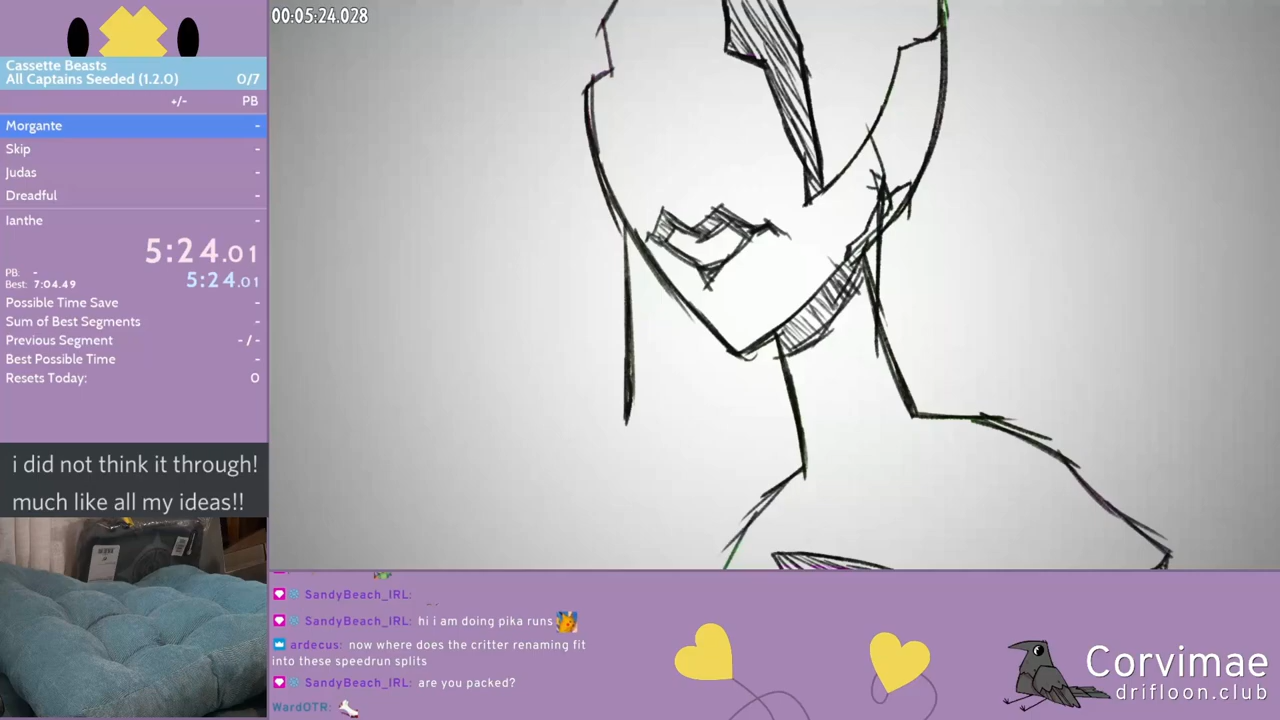 00:05:24.028
Cassette Beasts
All Captains Seeded (1.2.0) 0/7
+/- PB
Morgante -
Skip -
Judas -
Dreadful -
Ianthe -
5:24.01
PB: - 5:24.01
Best: 7:04.49
Possible Time Save -
Sum of Best Segments -
Previous Segment - / -
Best Possible Time -
Resets Today: 0
i did not think it through!
much like all my ideas!!
SandyBeach_IRL:
SandyBeach_IRL: hi i am doing pika runs
ardecus: now where does the critter renaming fit
into these speedrun splits
SandyBeach_IRL: are you packed?
WardOTR:
Corvimae
drifloon.club